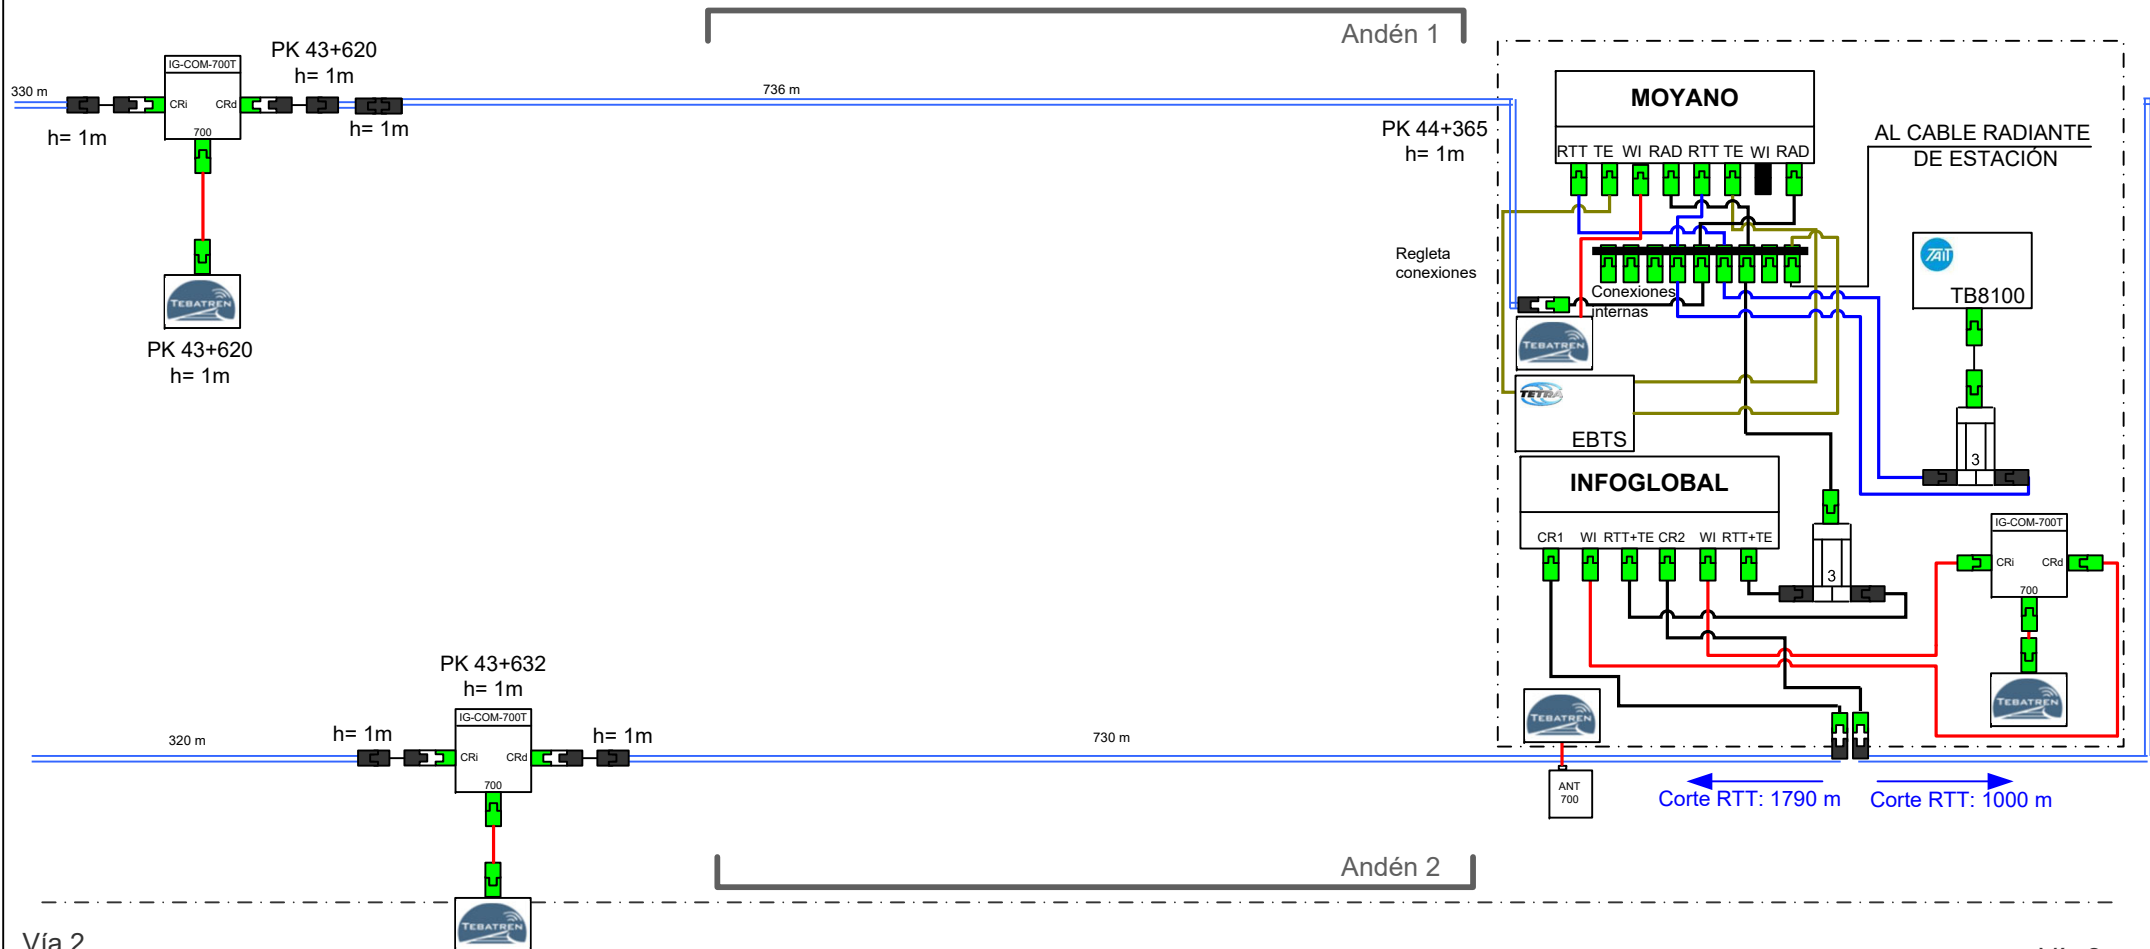 Andén 1
PK 43+620
h= 1m
IG-COM-700T
330 m
CRi
CRd
700
h= 1m
h= 1m
736 m
PK 44+365
h= 1m
MOYANO
RTT TE WI RAD RTT TE WI RAD
AL CABLE RADIANTE
DE ESTACIÓN
Regleta
conexiones
Conexiones
internas
TAIT
TB8100
TEBATREN
PK 43+620
h= 1m
TEBATREN
TETRA
EBTS
3
INFOGLOBAL
CR1 WI RTT+TE CR2 WI RTT+TE
3
IG-COM-700T
CRi
CRd
700
TEBATREN
PK 43+632
h= 1m
IG-COM-700T
320 m
h= 1m
CRi
CRd
700
h= 1m
730 m
TEBATREN
ANT
700
Corte RTT: 1790 m
Corte RTT: 1000 m
Andén 2
TEBATREN
Vía 2